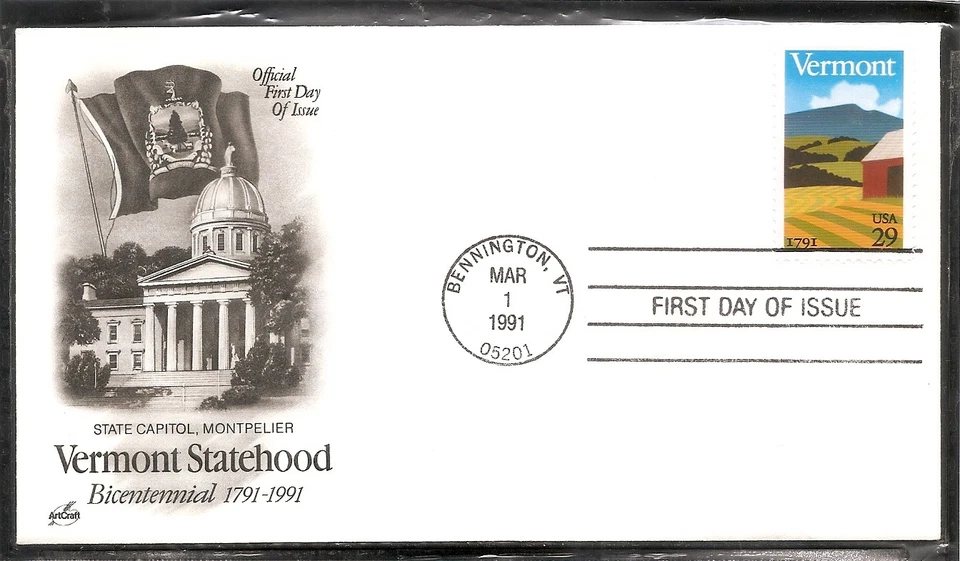 Official
First Day
Of Issue
Vermont
1791
USA
29
BENNINGTON, VT
MAR
1
1991
05201
FIRST DAY OF ISSUE
STATE CAPITOL, MONTPELIER
Vermont Statehood
Bicentennial 1791-1991
ArtCraft